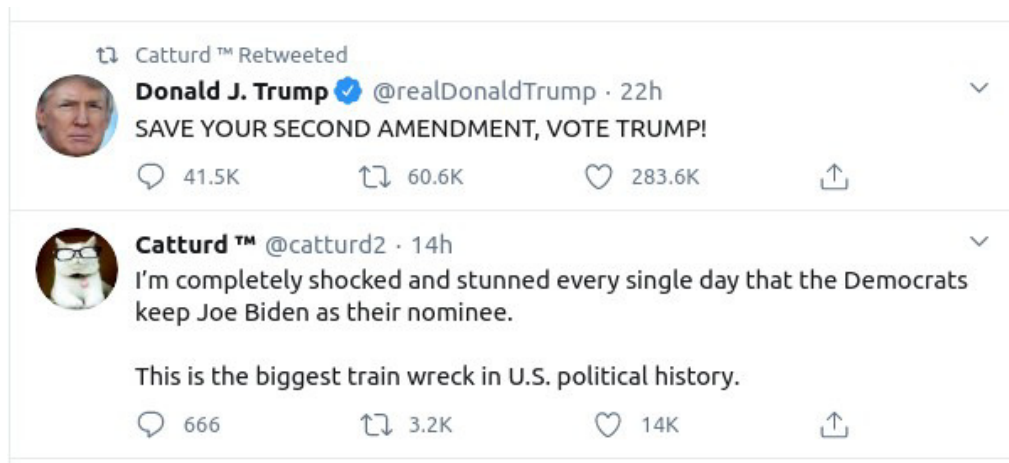 Catturd ™ Retweeted
Donald J. Trump @realDonaldTrump · 22h
SAVE YOUR SECOND AMENDMENT, VOTE TRUMP!
41.5K 60.6K 283.6K
Catturd ™ @catturd2 · 14h
I'm completely shocked and stunned every single day that the Democrats
keep Joe Biden as their nominee.
This is the biggest train wreck in U.S. political history.
666 3.2K 14K